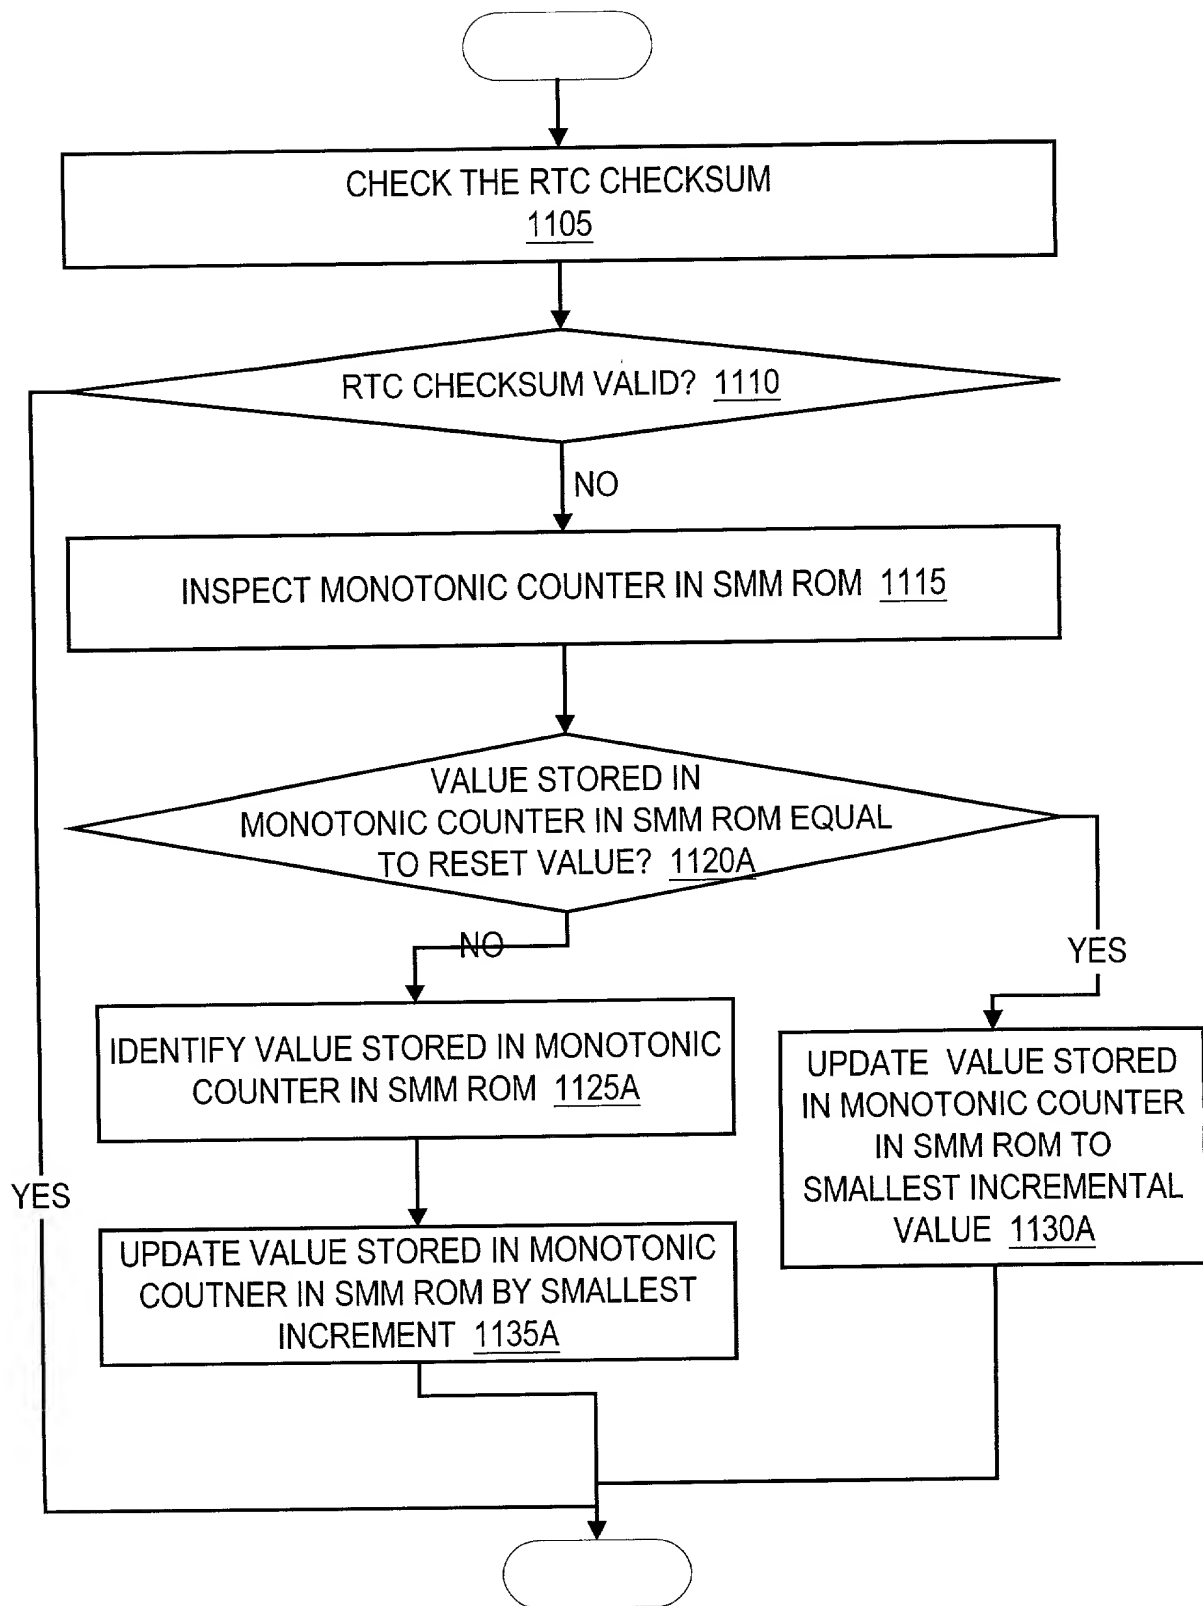 CHECK THE RTC CHECKSUM
1105
RTC CHECKSUM VALID? 1110
NO
INSPECT MONOTONIC COUNTER IN SMM ROM 1115
VALUE STORED IN
MONOTONIC COUNTER IN SMM ROM EQUAL
TO RESET VALUE? 1120A
NO
YES
IDENTIFY VALUE STORED IN MONOTONIC
COUNTER IN SMM ROM 1125A
UPDATE VALUE STORED
IN MONOTONIC COUNTER
IN SMM ROM TO
SMALLEST INCREMENTAL
VALUE 1130A
YES
UPDATE VALUE STORED IN MONOTONIC
COUTNER IN SMM ROM BY SMALLEST
INCREMENT 1135A